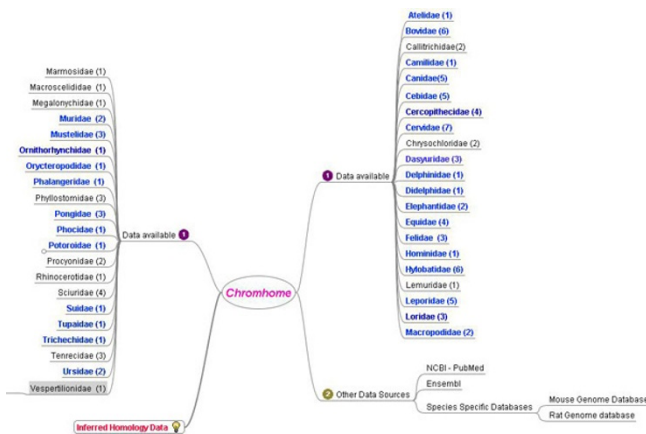 Marmosidae (1)
Macroscelididae (1)
Megalonychidae (1)
Muridae (2)
Mustelidae (3)
Ornithorhynchidae (1)
Orycteropodidae (1)
Phalangeridae (1)
Phyllostomidae (3)
Pongidae (3)
Phocidae (1)
Potoroidae (1)
Procyonidae (2)
Rhinocerotidae (1)
Sciuridae (4)
Suidae (1)
Tupaidae (1)
Trichechidae (1)
Tenrecidae (3)
Ursidae (2)
Vespertilionidae (1)
Data available 1
Chromhome
Inferred Homology Data
1 Data available
Atelidae (1)
Bovidae (6)
Callitrichidae(2)
Camilidae (1)
Canidae(5)
Cebidae (5)
Cercopithecidae (4)
Cervidae (7)
Chrysochloridae (2)
Dasyuridae (3)
Delphinidae (1)
Didelphidae (1)
Elephantidae (2)
Equidae (4)
Felidae (3)
Hominidae (1)
Hylobatidae (6)
Lemuridae (1)
Leporidae (5)
Loridae (3)
Macropodidae (2)
2 Other Data Sources
NCBI - PubMed
Ensembl
Species Specific Databases
Mouse Genome Database
Rat Genome database